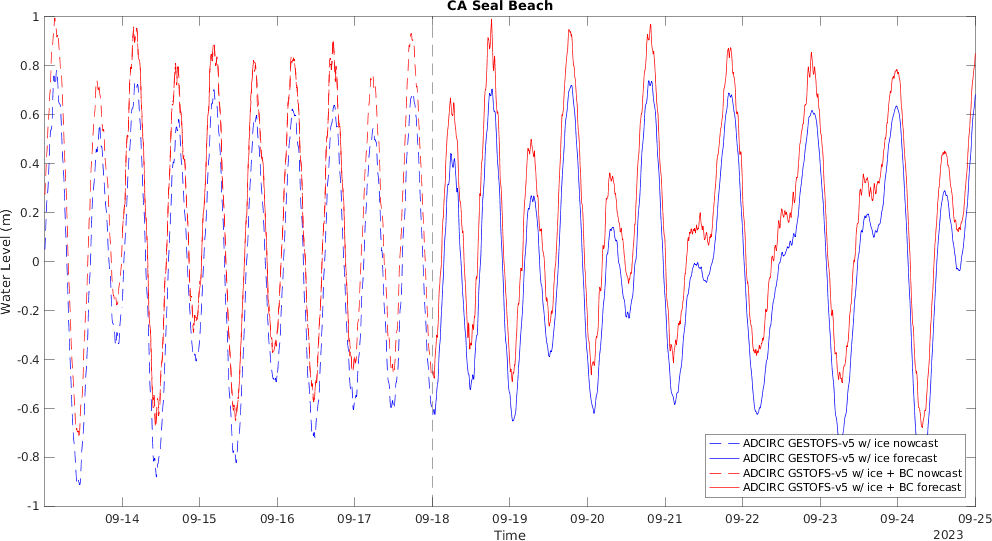 CA Seal Beach
1
0.8
0.6
0.4
0.2
0
-0.2
-0.4
-0.6
-0.8
-1
Water Level (m)
ADCIRC GESTOFS-v5 w/ ice nowcast
ADCIRC GESTOFS-v5 w/ ice forecast
ADCIRC GSTOFS-v5 w/ ice + BC nowcast
ADCIRC GSTOFS-v5 w/ ice + BC forecast
09-14 09-15 09-16 09-17 09-18 09-19 09-20 09-21 09-22 09-23 09-24 09-25
Time
2023